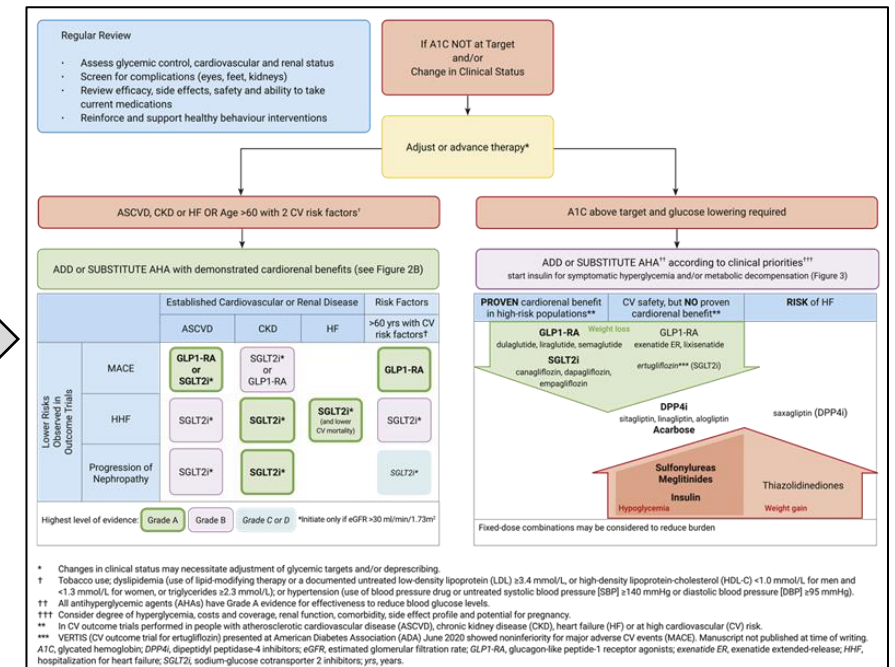 Regular Review
· Assess glycemic control, cardiovascular and renal status
· Screen for complications (eyes, feet, kidneys)
· Review efficacy, side effects, safety and ability to take
current medications
· Reinforce and support healthy behaviour interventions
If A1C NOT at Target
and/or
Change in Clinical Status
Adjust or advance therapy*
ASCVD, CKD or HF OR Age >60 with 2 CV risk factors†
ADD or SUBSTITUTE AHA with demonstrated cardiorenal benefits (see Figure 2B)
Established Cardiovascular or Renal Disease
Risk Factors
ASCVD
CKD
HF
>60 yrs with CV
risk factors†
Lower Risks
Observed in
Outcome Trials
MACE
GLP1-RA
or
SGLT2i*
SGLT2i*
or
GLP1-RA
GLP1-RA
HHF
SGLT2i*
SGLT2i*
SGLT2i*
(and lower
CV mortality)
SGLT2i*
Progression of
Nephropathy
SGLT2i*
SGLT2i*
SGLT2i*
Highest level of evidence:
Grade A
Grade B
Grade C or D
*Initiate only if eGFR >30 ml/min/1.73m²
A1C above target and glucose lowering required
ADD or SUBSTITUTE AHA†† according to clinical priorities†††
start insulin for symptomatic hyperglycemia and/or metabolic decompensation (Figure 3)
PROVEN cardiorenal benefit
in high-risk populations**
CV safety, but NO proven
cardiorenal benefit**
RISK of HF
GLP1-RA
Weight loss
dulaglutide, liraglutide, semaglutide
SGLT2i
canagliflozin, dapagliflozin,
empagliflozin
GLP1-RA
exenatide ER, lixisenatide
ertugliflozin*** (SGLT2i)
DPP4i
sitagliptin, linagliptin, alogliptin
Acarbose
saxagliptin (DPP4i)
Sulfonylureas
Meglitinides
Insulin
Hypoglycemia
Thiazolidinediones
Weight gain
Fixed-dose combinations may be considered to reduce burden
* Changes in clinical status may necessitate adjustment of glycemic targets and/or deprescribing.
† Tobacco use; dyslipidemia (use of lipid-modifying therapy or a documented untreated low-density lipoprotein (LDL) ≥3.4 mmol/L, or high-density lipoprotein-cholesterol (HDL-C) <1.0 mmol/L for men and
<1.3 mmol/L for women, or triglycerides ≥2.3 mmol/L); or hypertension (use of blood pressure drug or untreated systolic blood pressure [SBP] ≥140 mmHg or diastolic blood pressure [DBP] ≥95 mmHg).
†† All antihyperglycemic agents (AHAs) have Grade A evidence for effectiveness to reduce blood glucose levels.
††† Consider degree of hyperglycemia, costs and coverage, renal function, comorbidity, side effect profile and potential for pregnancy.
** In CV outcome trials performed in people with atherosclerotic cardiovascular disease (ASCVD), chronic kidney disease (CKD), heart failure (HF) or at high cardiovascular (CV) risk.
*** VERTIS (CV outcome trial for ertugliflozin) presented at American Diabetes Association (ADA) June 2020 showed noninferiority for major adverse CV events (MACE). Manuscript not published at time of writing.
A1C, glycated hemoglobin; DPP4i, dipeptidyl peptidase-4 inhibitors; eGFR, estimated glomerular filtration rate; GLP1-RA, glucagon-like peptide-1 receptor agonists; exenatide ER, exenatide extended-release; HHF,
hospitalization for heart failure; SGLT2i, sodium-glucose cotransporter 2 inhibitors; yrs, years.